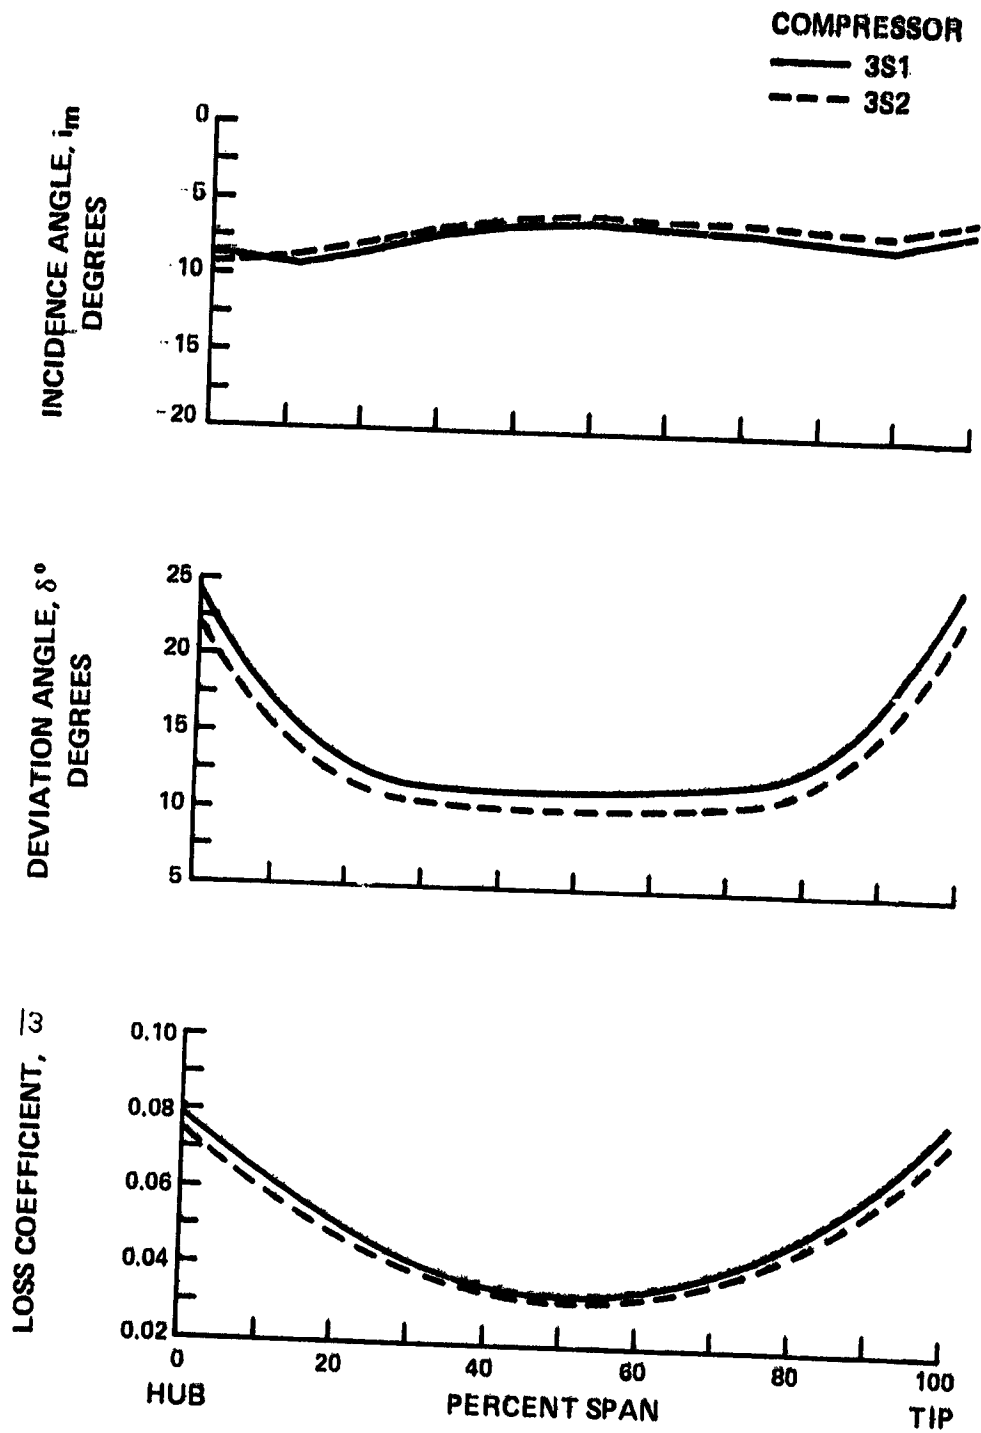 COMPRESSOR
3S1
3S2
INCIDENCE ANGLE, im
DEGREES
0
-5
-10
-15
-20
DEVIATION ANGLE, δ°
DEGREES
25
20
15
10
5
LOSS COEFFICIENT, ω̅
0.10
0.08
0.06
0.04
0.02
0 20 40 60 80 100
HUB PERCENT SPAN TIP